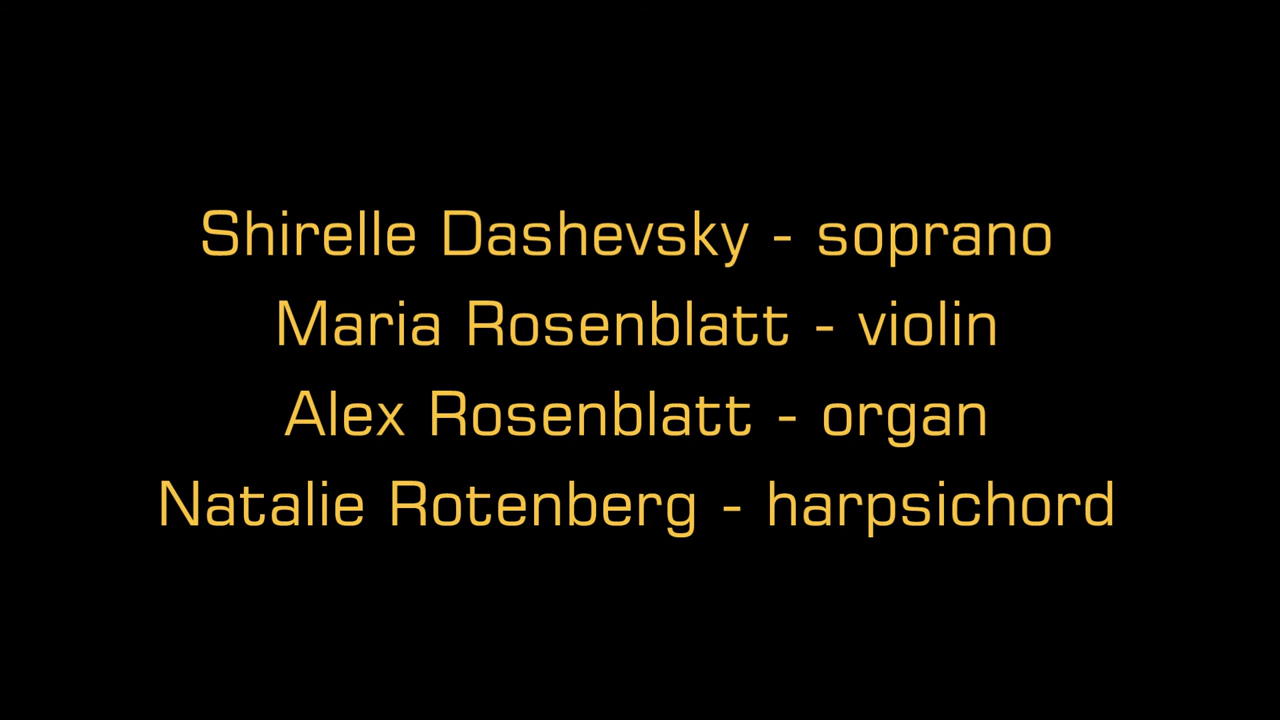 Shirelle Dashevsky - soprano
Maria Rosenblatt - violin
Alex Rosenblatt - organ
Natalie Rotenberg - harpsichord